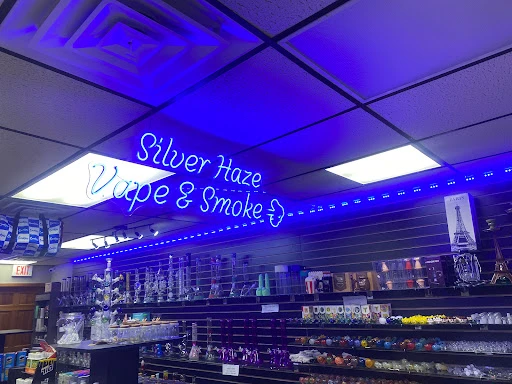 Silver Haze
Vape & Smoke
EXIT